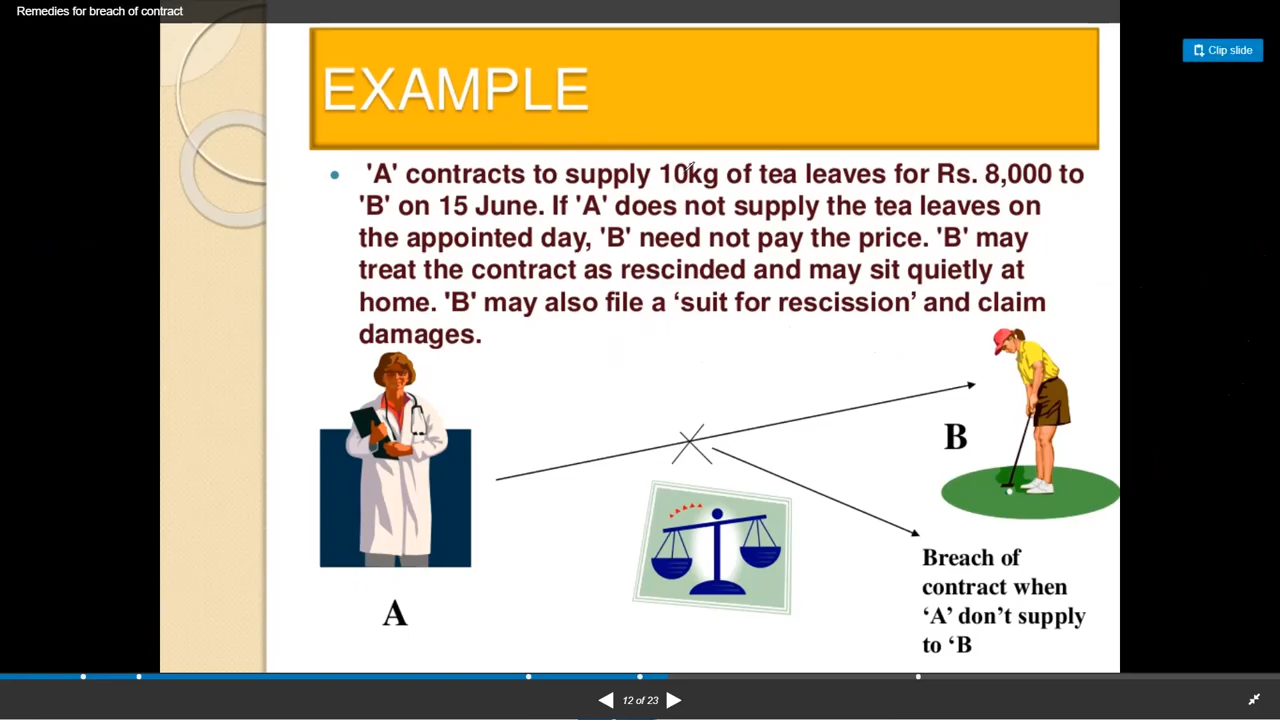 Remedies for breach of contract
Clip slide
EXAMPLE
'A' contracts to supply 10kg of tea leaves for Rs. 8,000 to
'B' on 15 June. If 'A' does not supply the tea leaves on
the appointed day, 'B' need not pay the price. 'B' may
treat the contract as rescinded and may sit quietly at
home. 'B' may also file a ‘suit for rescission’ and claim
damages.
B
A
Breach of
contract when
‘A’ don’t supply
to ‘B
12 of 23